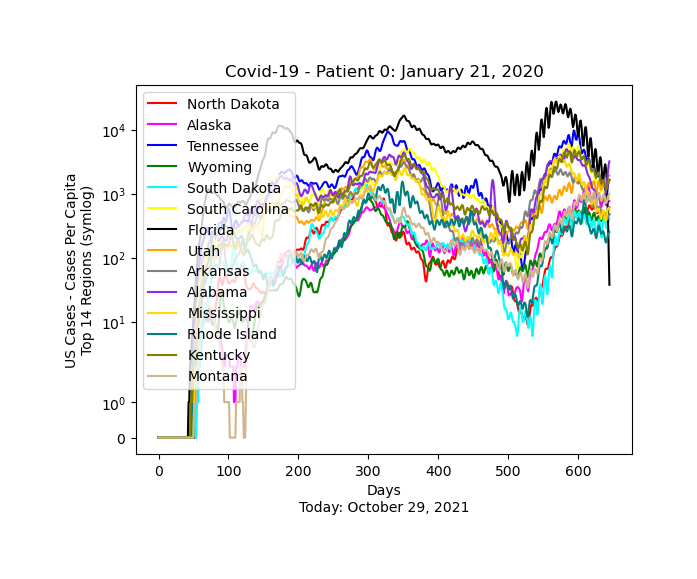 Covid-19 - Patient 0: January 21, 2020
US Cases - Cases Per Capita
Top 14 Regions (symlog)
10^4
10^3
10^2
10^1
10^0
0
North Dakota
Alaska
Tennessee
Wyoming
South Dakota
South Carolina
Florida
Utah
Arkansas
Alabama
Mississippi
Rhode Island
Kentucky
Montana
0 100 200 300 400 500 600
Days
Today: October 29, 2021